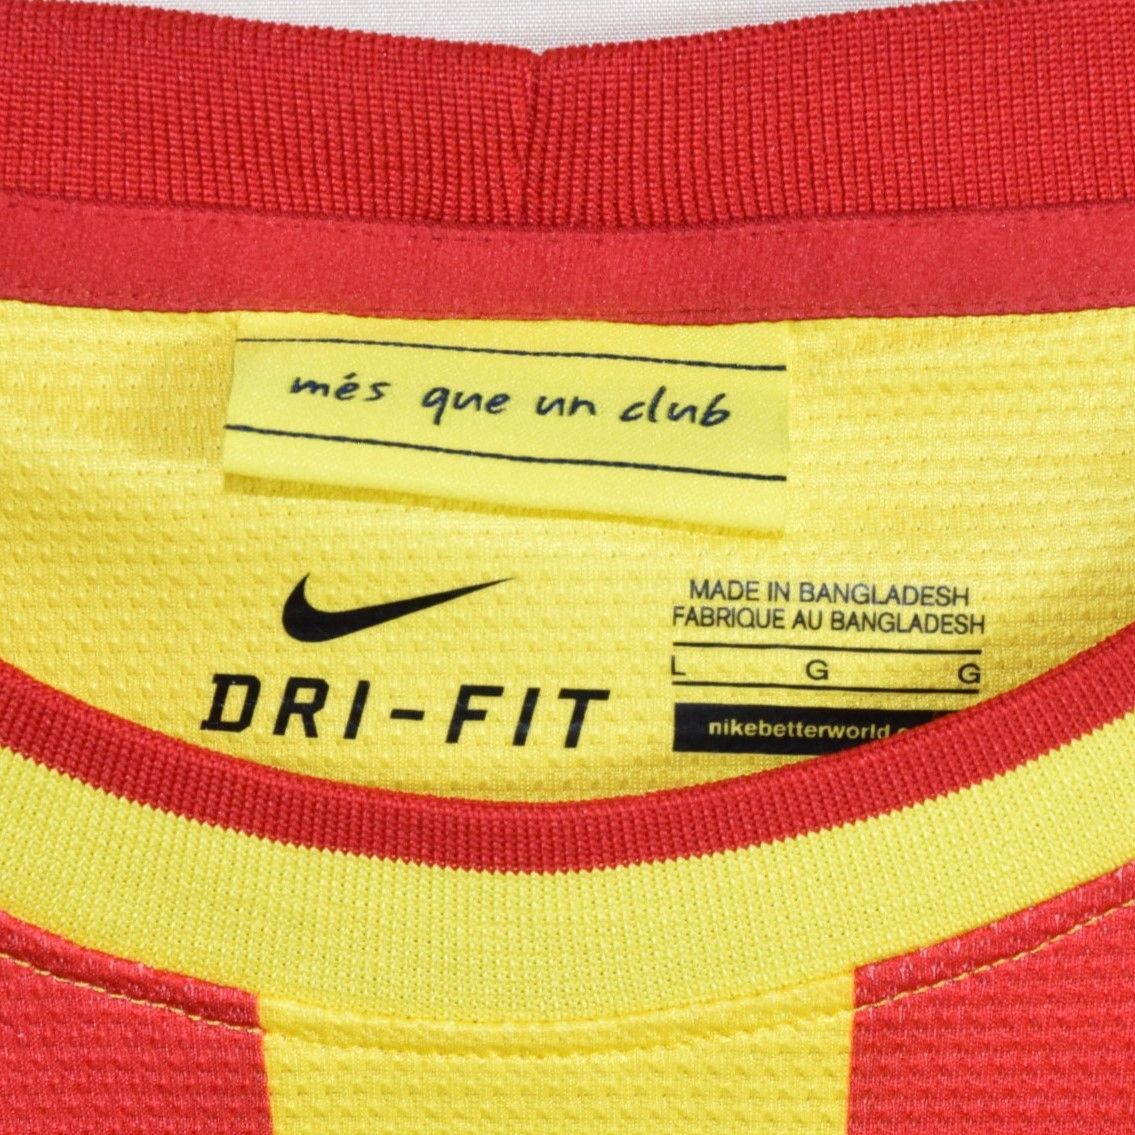 més que un club
MADE IN BANGLADESH
FABRIQUE AU BANGLADESH
L G G
DRI-FIT
nikebetterworld